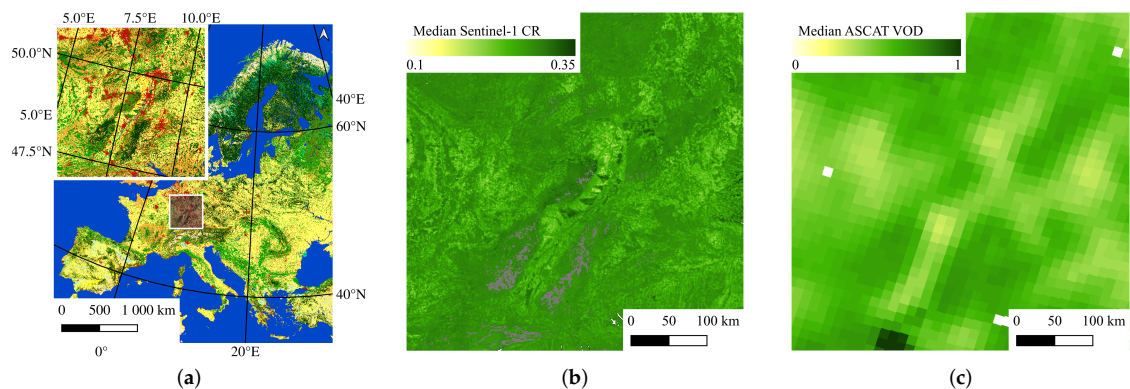 5.0°E 7.5°E 10.0°E
50.0°N
5.0°E
47.5°N
40°E
60°N
40°N
0 500 1 000 km
0° 20°E
(a)
Median Sentinel-1 CR
0.1 0.35
0 50 100 km
(b)
Median ASCAT VOD
0 1
0 50 100 km
(c)